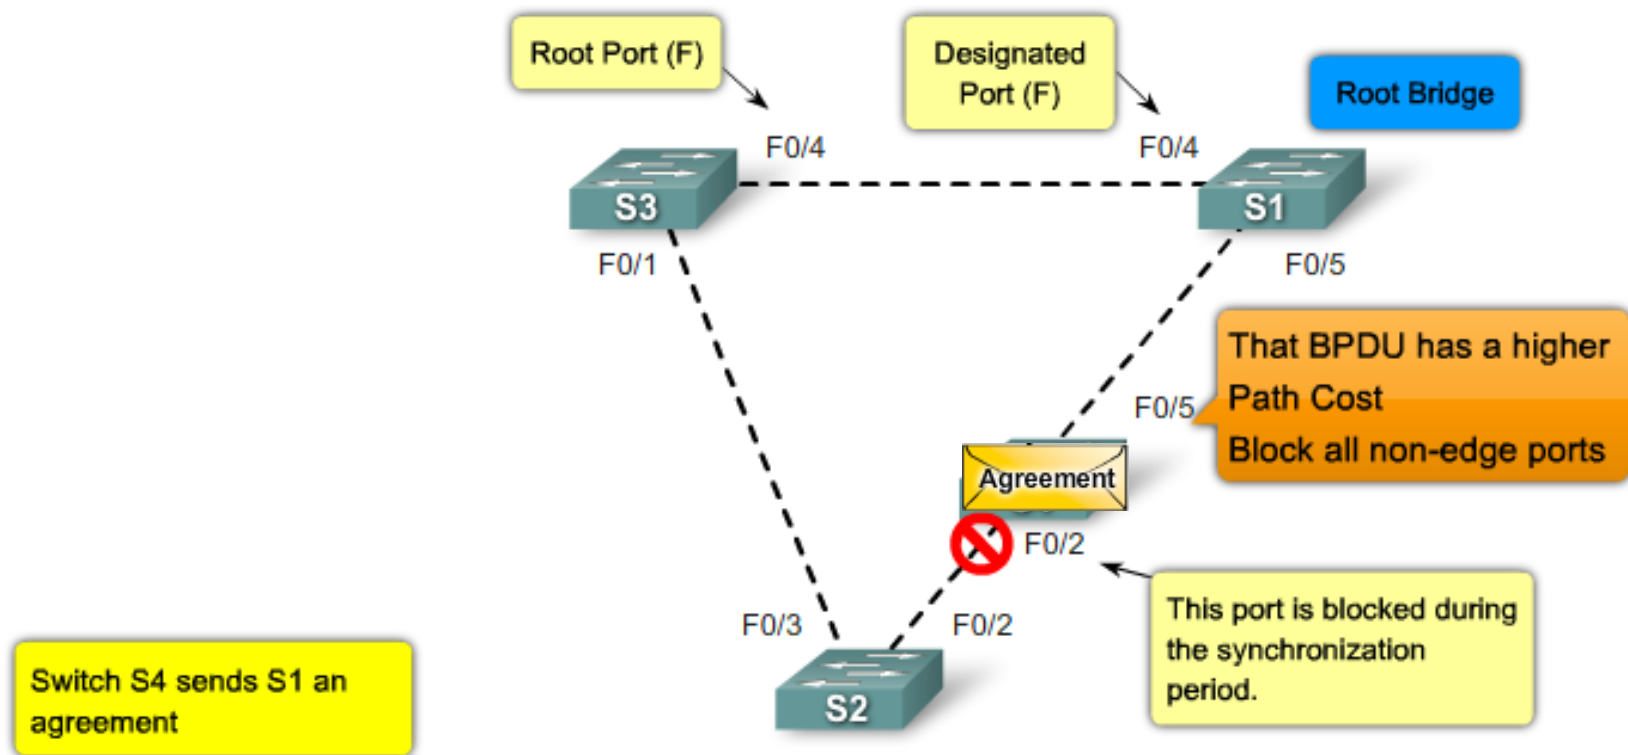 Root Port (F)
Designated
Port (F)
Root Bridge
F0/4
F0/4
S3
S1
F0/1
F0/5
That BPDU has a higher
Path Cost
Block all non-edge ports
F0/5
Agreement
F0/2
This port is blocked during
the synchronization
period.
F0/3
F0/2
Switch S4 sends S1 an
agreement
S2